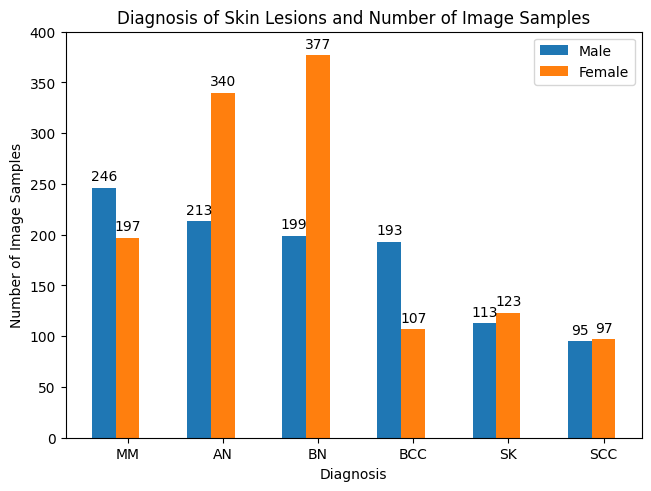 Diagnosis of Skin Lesions and Number of Image Samples
Number of Image Samples
400
350
300
250
200
150
100
50
0
Male
Female
246
197
213
340
199
377
193
107
113
123
95
97
MM
AN
BN
BCC
SK
SCC
Diagnosis